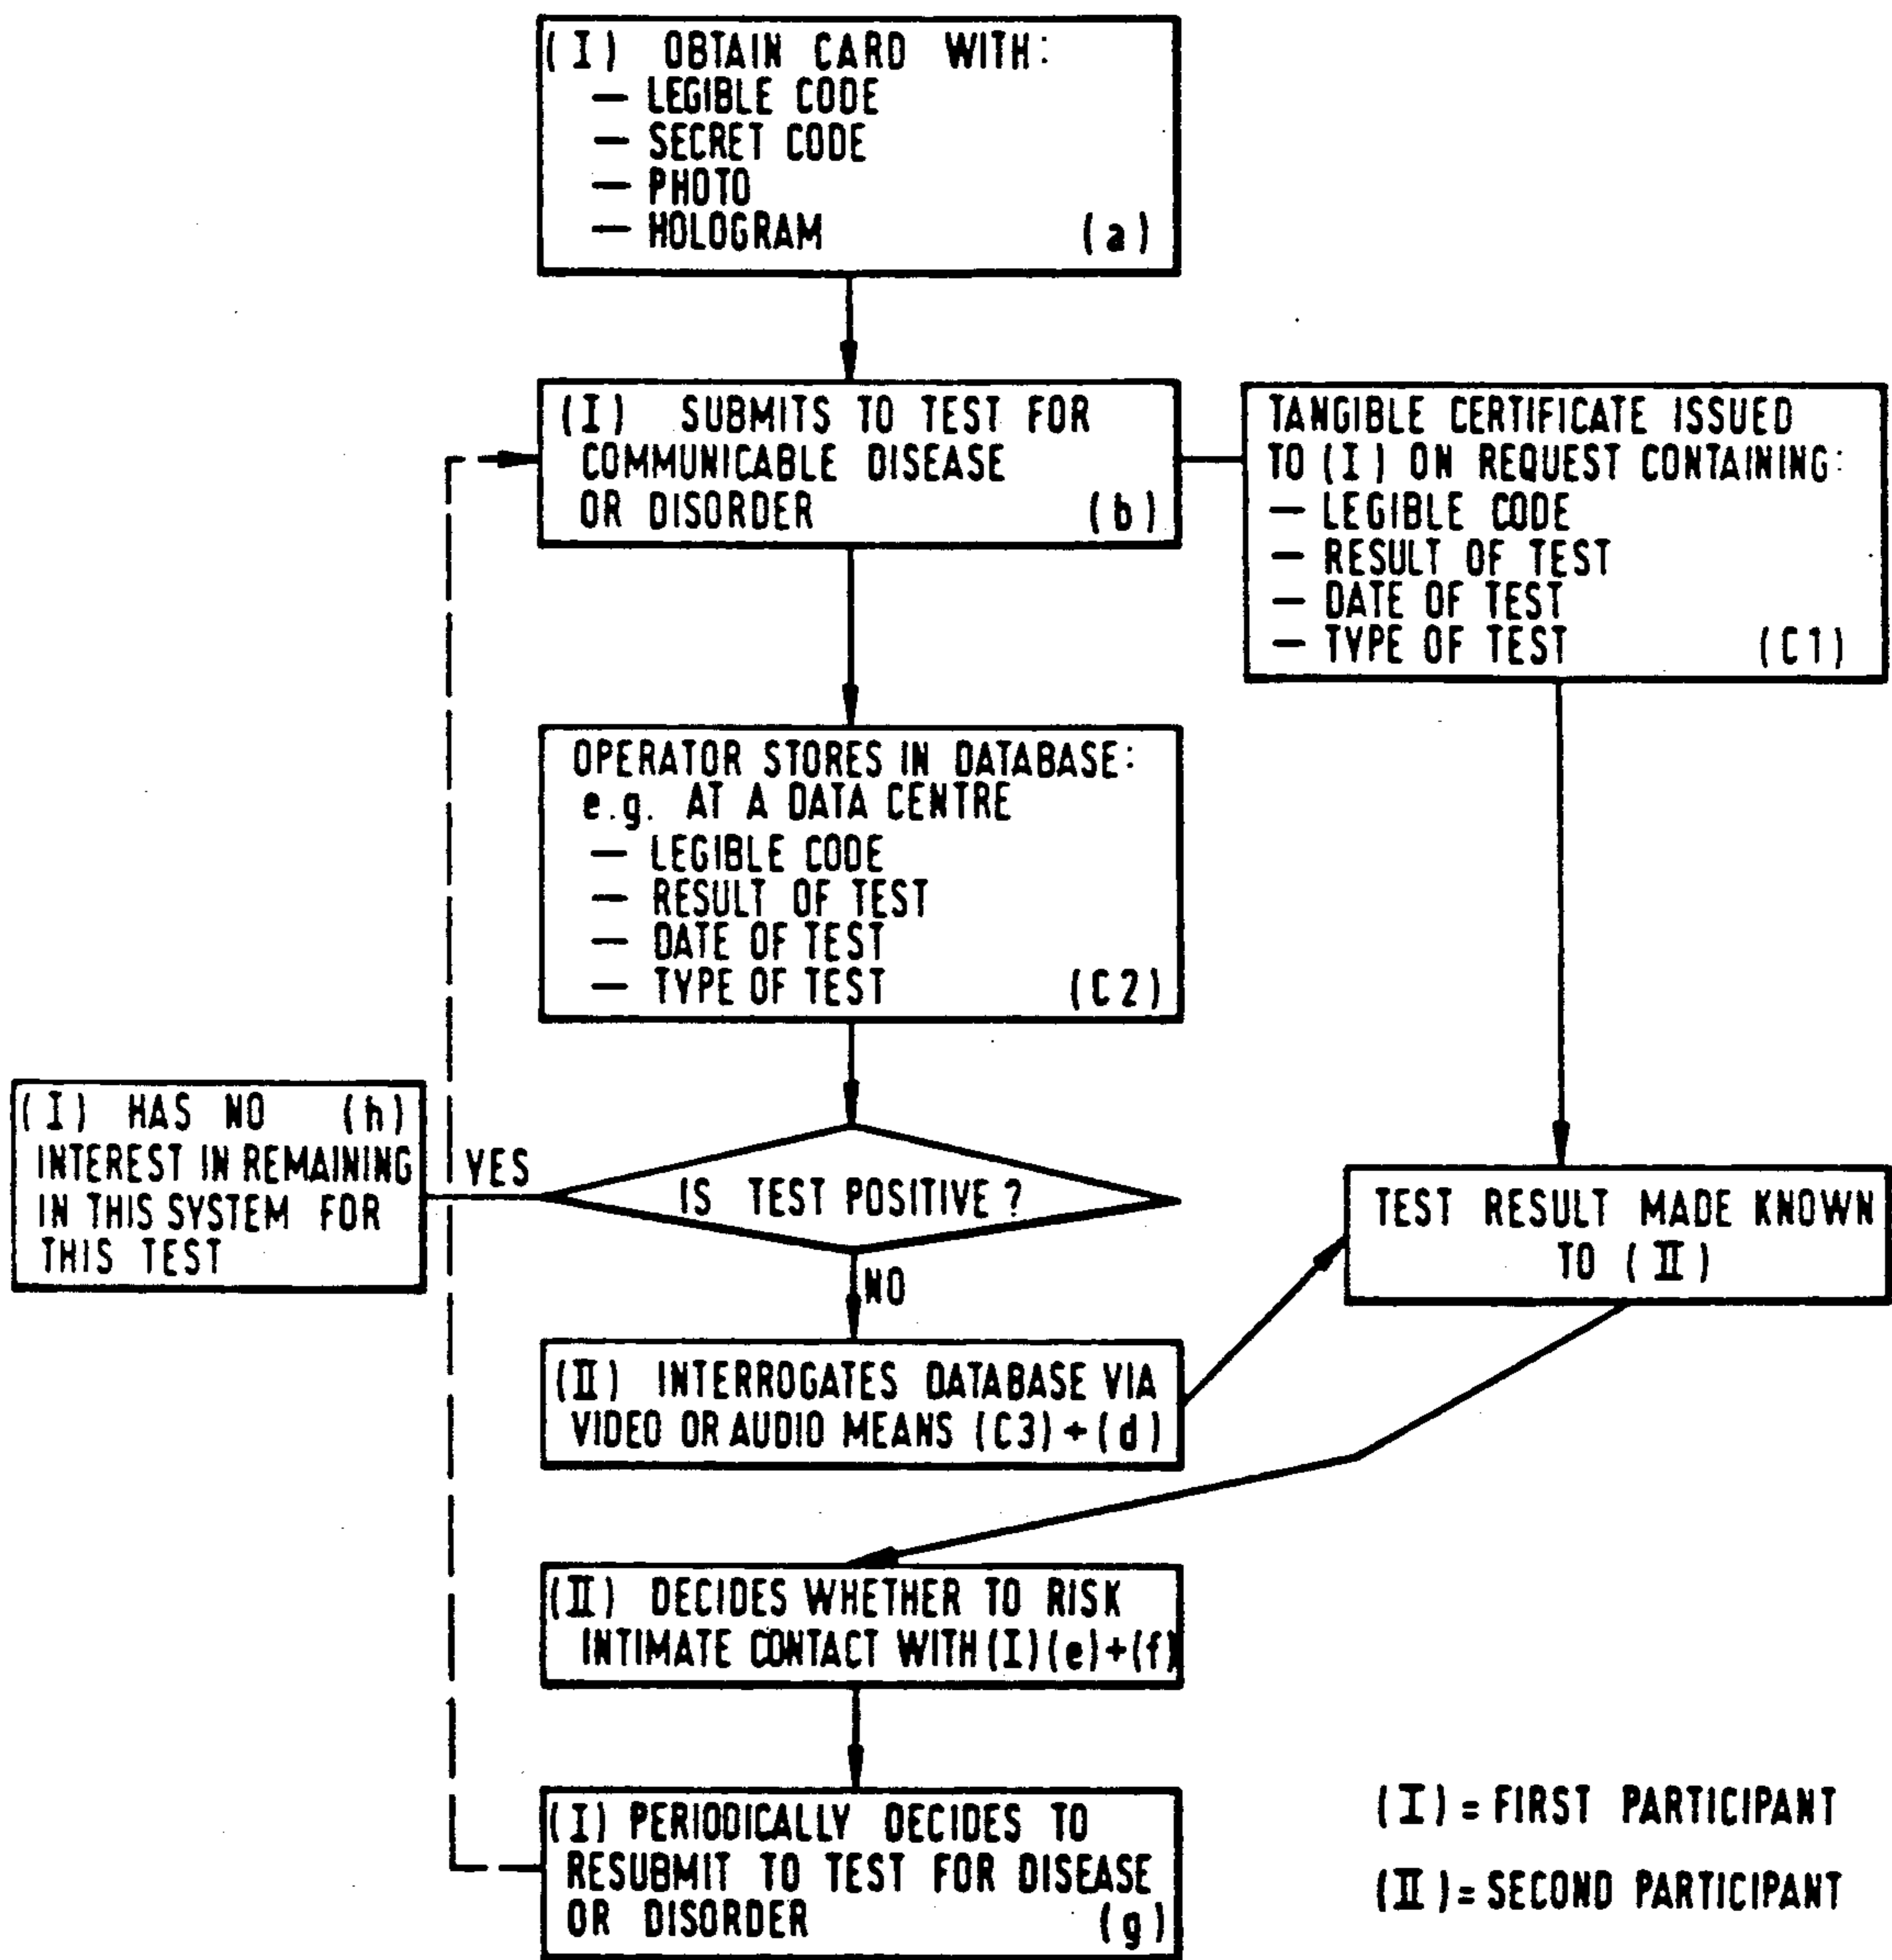 (I) OBTAIN CARD WITH:
— LEGIBLE CODE
— SECRET CODE
— PHOTO
— HOLOGRAM (a)
(I) SUBMITS TO TEST FOR
COMMUNICABLE DISEASE
OR DISORDER (b)
TANGIBLE CERTIFICATE ISSUED
TO (I) ON REQUEST CONTAINING:
— LEGIBLE CODE
— RESULT OF TEST
— DATE OF TEST
— TYPE OF TEST (C1)
OPERATOR STORES IN DATABASE:
e.g. AT A DATA CENTRE
— LEGIBLE CODE
— RESULT OF TEST
— DATE OF TEST
— TYPE OF TEST (C2)
(I) HAS NO (h)
INTEREST IN REMAINING
IN THIS SYSTEM FOR
THIS TEST
YES
IS TEST POSITIVE ?
NO
TEST RESULT MADE KNOWN
TO (II)
(II) INTERROGATES DATABASE VIA
VIDEO OR AUDIO MEANS (C3)+(d)
(II) DECIDES WHETHER TO RISK
INTIMATE CONTACT WITH (I)(e)+(f)
(I) PERIODICALLY DECIDES TO
RESUBMIT TO TEST FOR DISEASE
OR DISORDER (g)
(I) = FIRST PARTICIPANT
(II) = SECOND PARTICIPANT